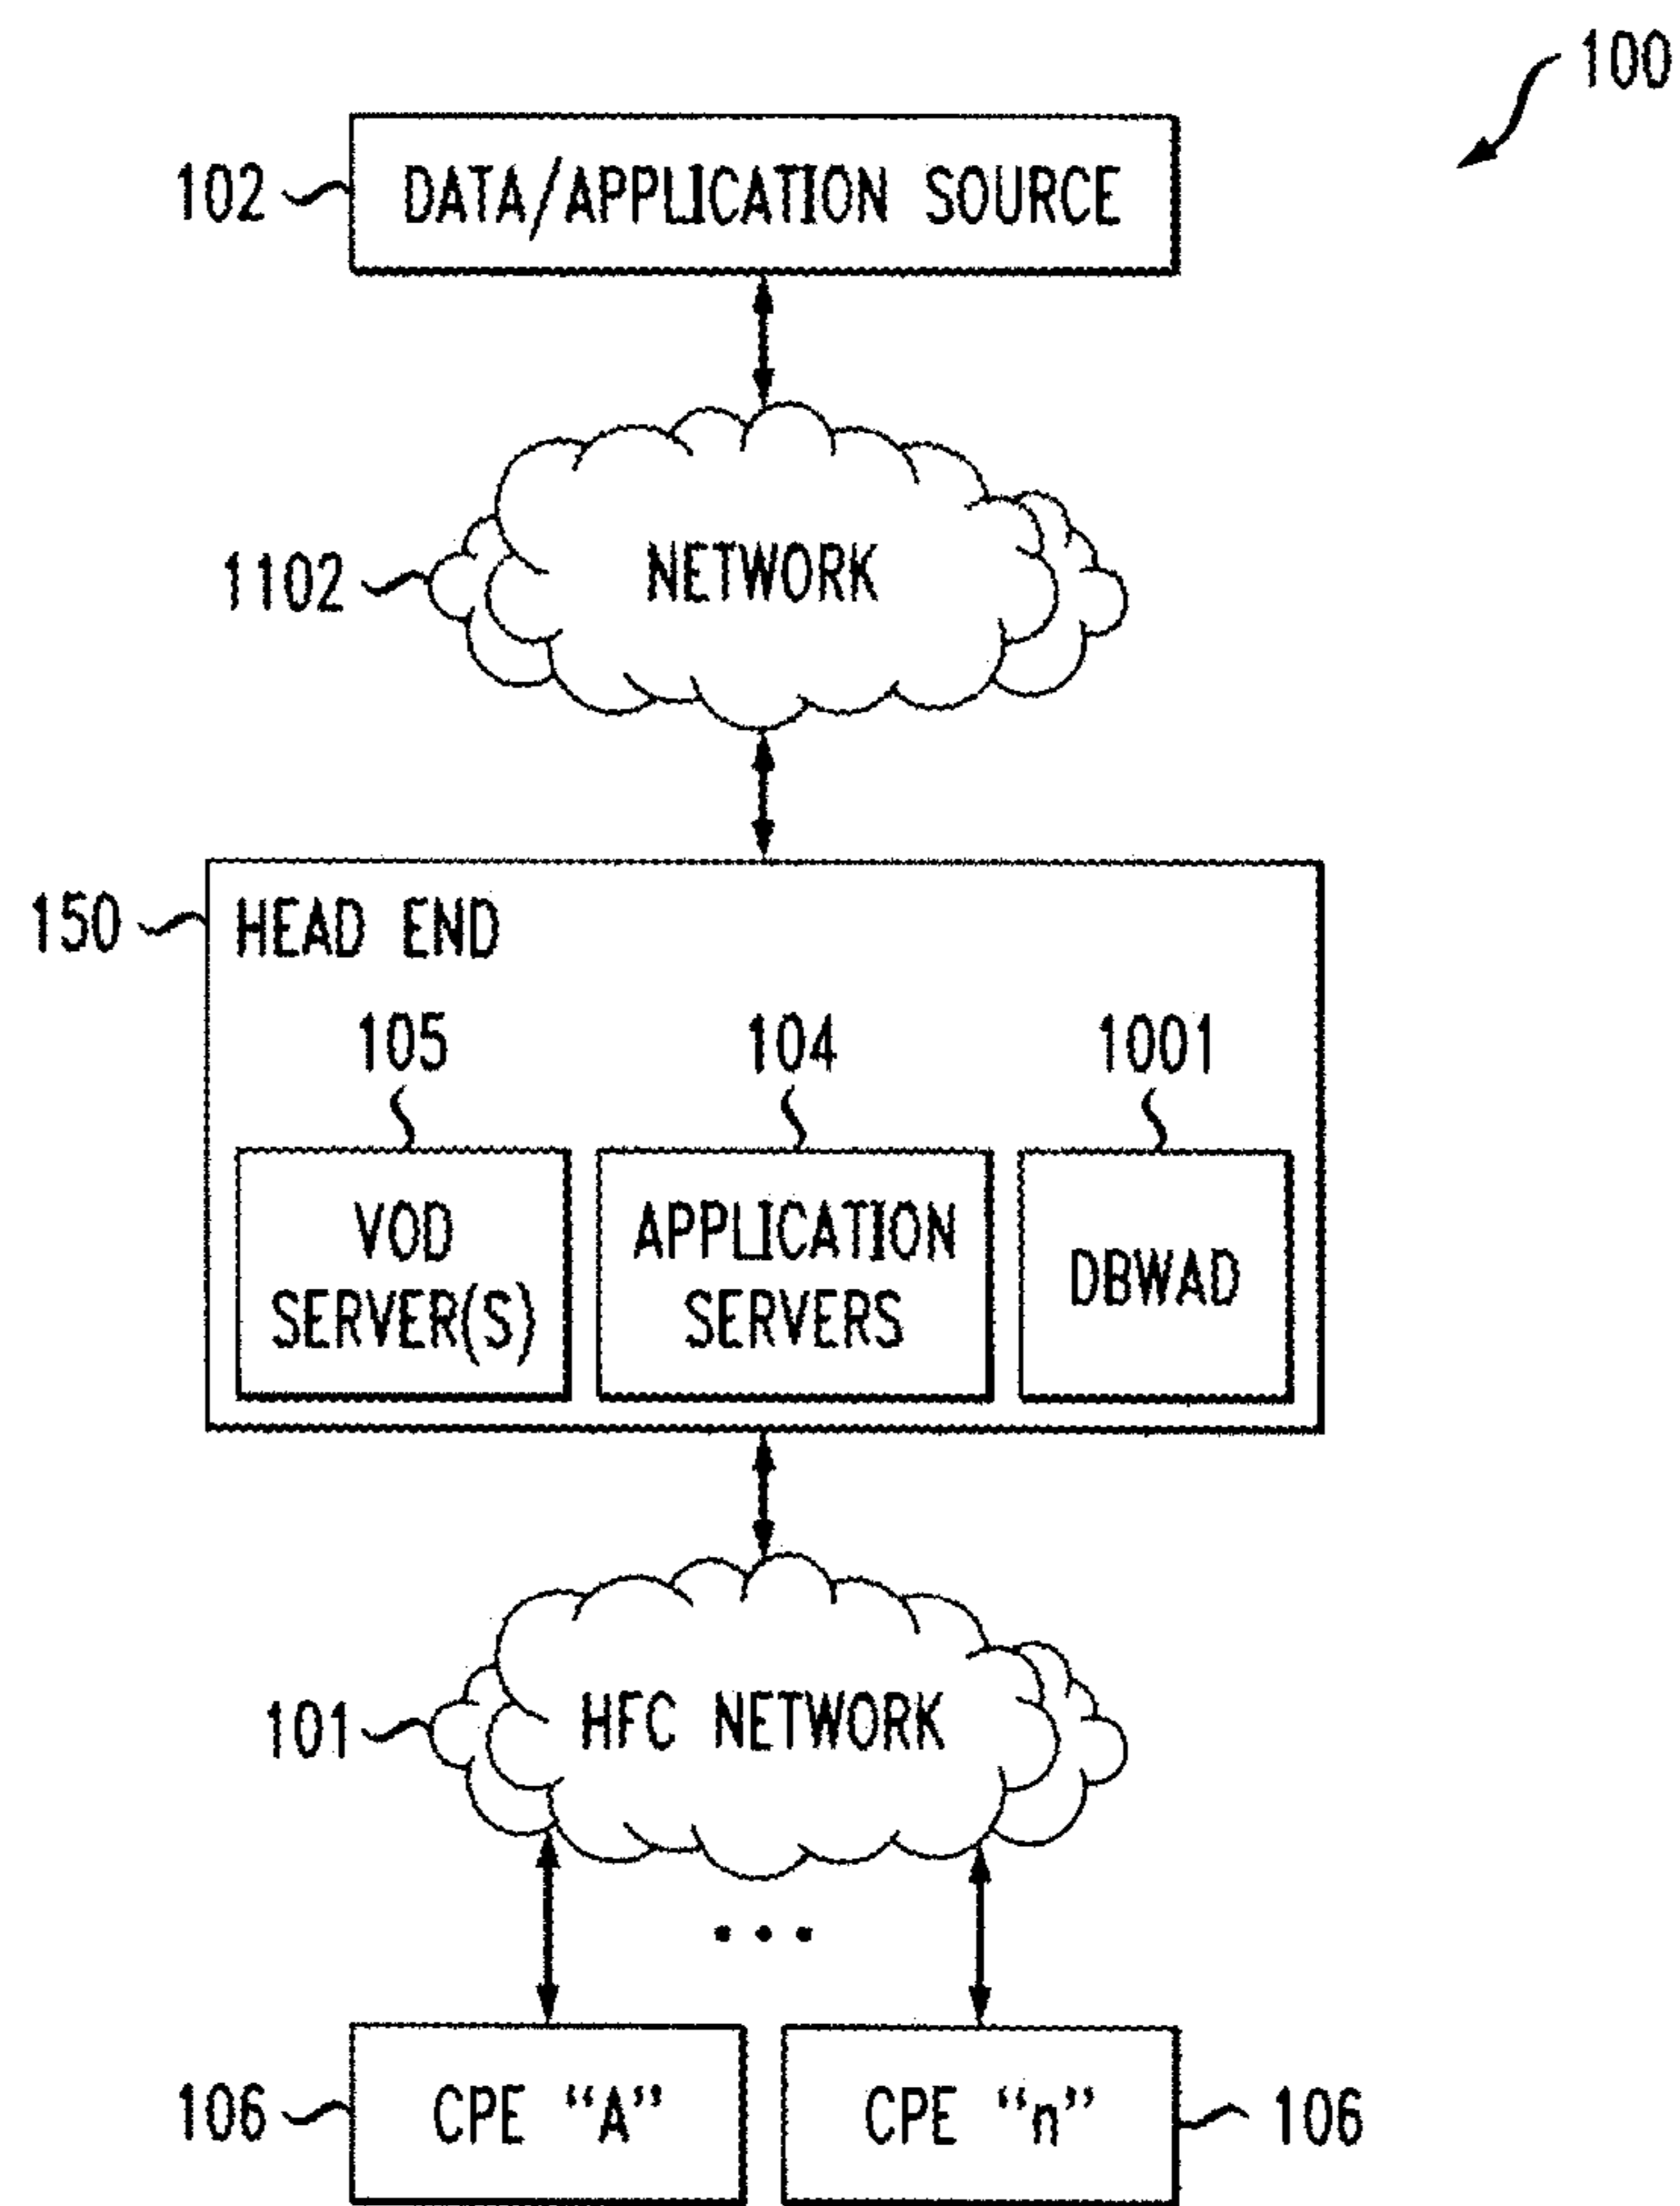 100
102
DATA/APPLICATION SOURCE
1102
NETWORK
150
HEAD END
105
104
1001
VOD
SERVER(S)
APPLICATION
SERVERS
DBWAD
101
HFC NETWORK
106
CPE "A"
CPE "n"
106